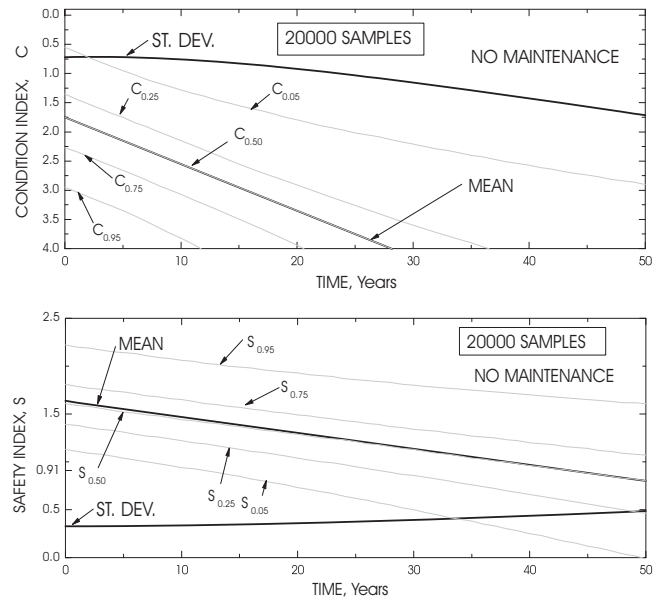 0.0
0.5
1.0
1.5
2.0
2.5
3.0
3.5
4.0
CONDITION INDEX, C
ST. DEV.
20000 SAMPLES
NO MAINTENANCE
C0.25
C0.05
C0.50
C0.75
C0.95
MEAN
0 10 20 30 40 50
TIME, Years
2.5
1.5
0.91
0.5
0.0
SAFETY INDEX, S
MEAN
S0.95
20000 SAMPLES
S0.75
NO MAINTENANCE
S0.50
S0.25 S0.05
ST. DEV.
0 10 20 30 40 50
TIME, Years